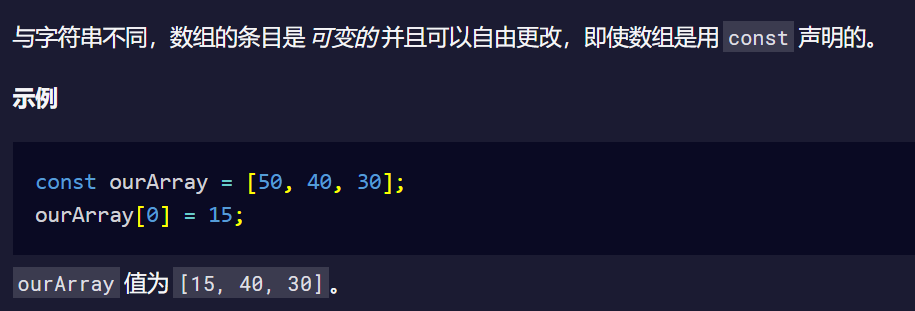 与字符串不同，数组的条目是 可变的 并且可以自由更改，即使数组是用 const 声明的。
示例
const ourArray = [50, 40, 30];
ourArray[0] = 15;
ourArray 值为 [15, 40, 30]。